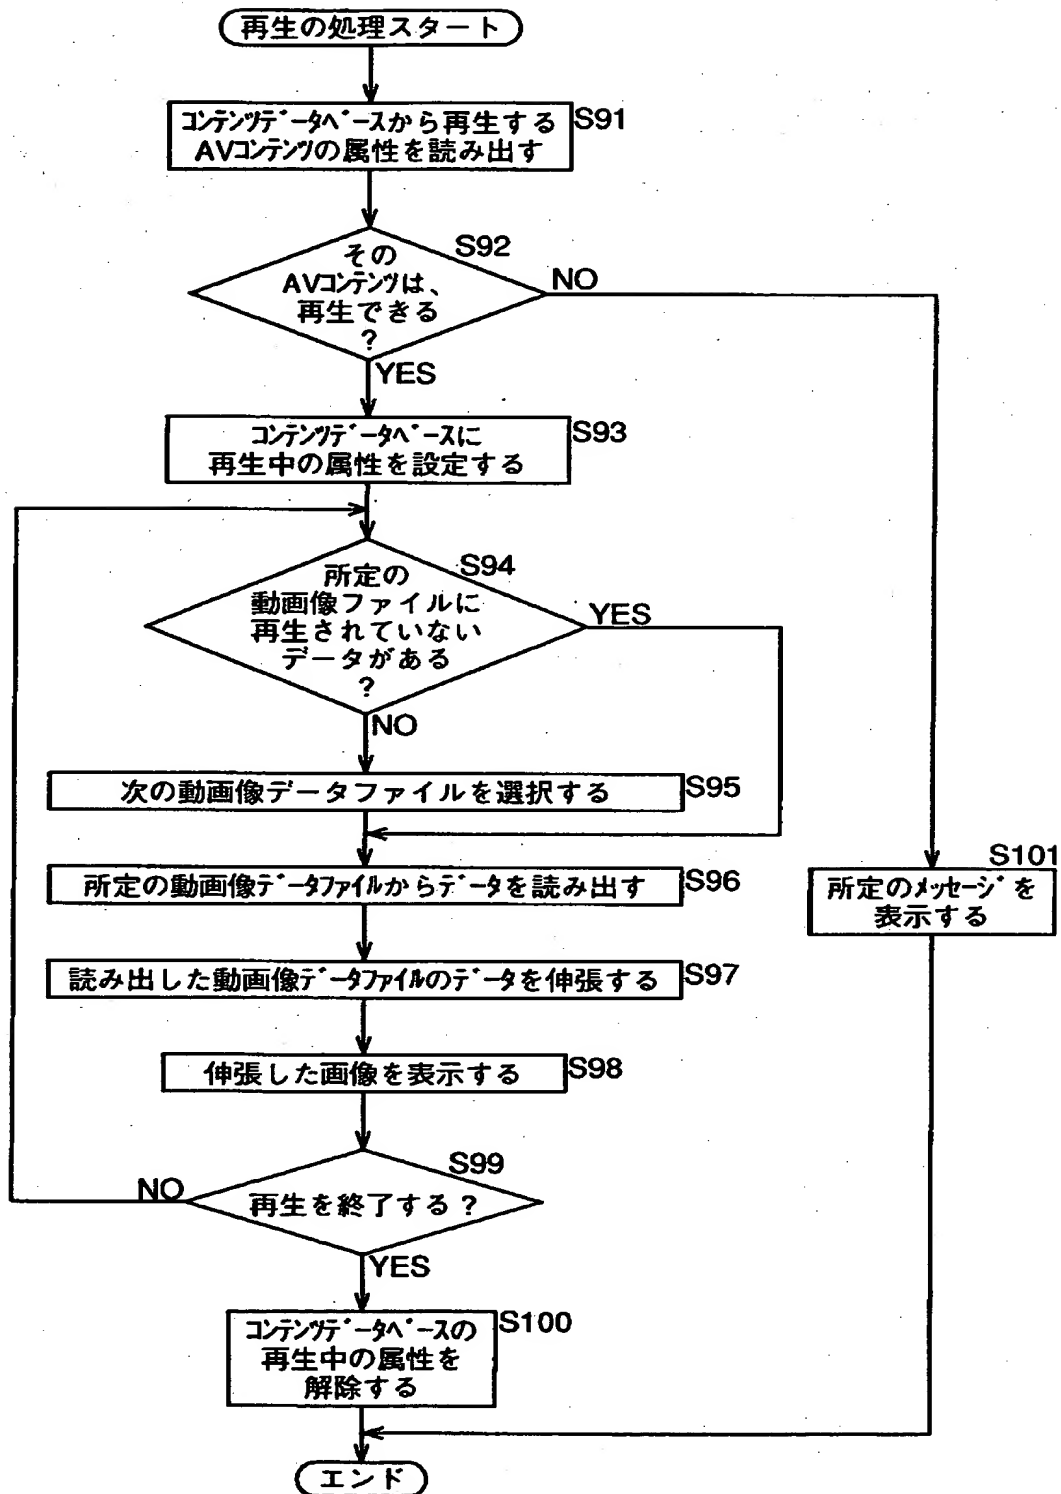 再生の処理スタート
コンテンツデータベースから再生する
AVコンテンツの属性を読み出す
S91
その
AVコンテンツは、
再生できる
?
S92
NO
YES
コンテンツデータベースに
再生中の属性を設定する
S93
所定の
動画像ファイルに
再生されていない
データがある
?
S94
YES
NO
次の動画像データファイルを選択する
S95
所定の動画像データファイルからデータを読み出す
S96
S101
所定のメッセージを
表示する
読み出した動画像データファイルのデータを伸張する
S97
伸張した画像を表示する
S98
S99
再生を終了する?
NO
YES
コンテンツデータベースの
再生中の属性を
解除する
S100
エンド